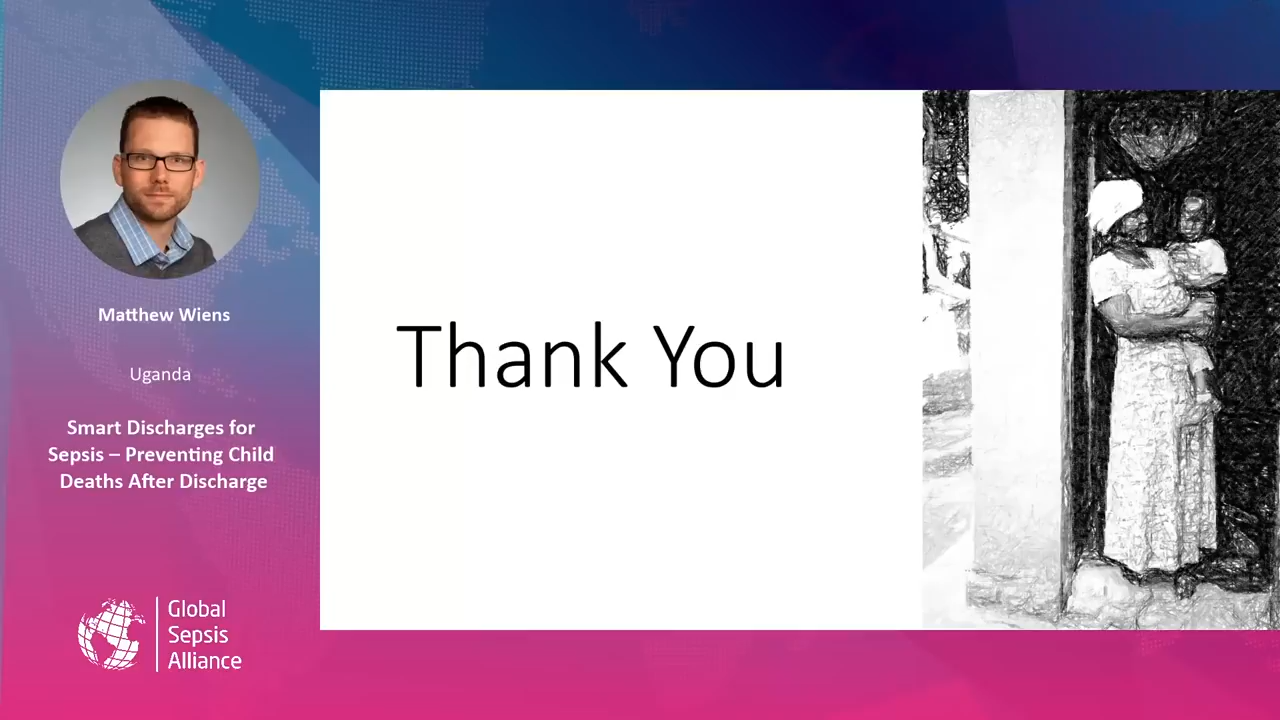 Matthew Wiens
Uganda
Smart Discharges for
Sepsis – Preventing Child
Deaths After Discharge
Global
Sepsis
Alliance
Thank You